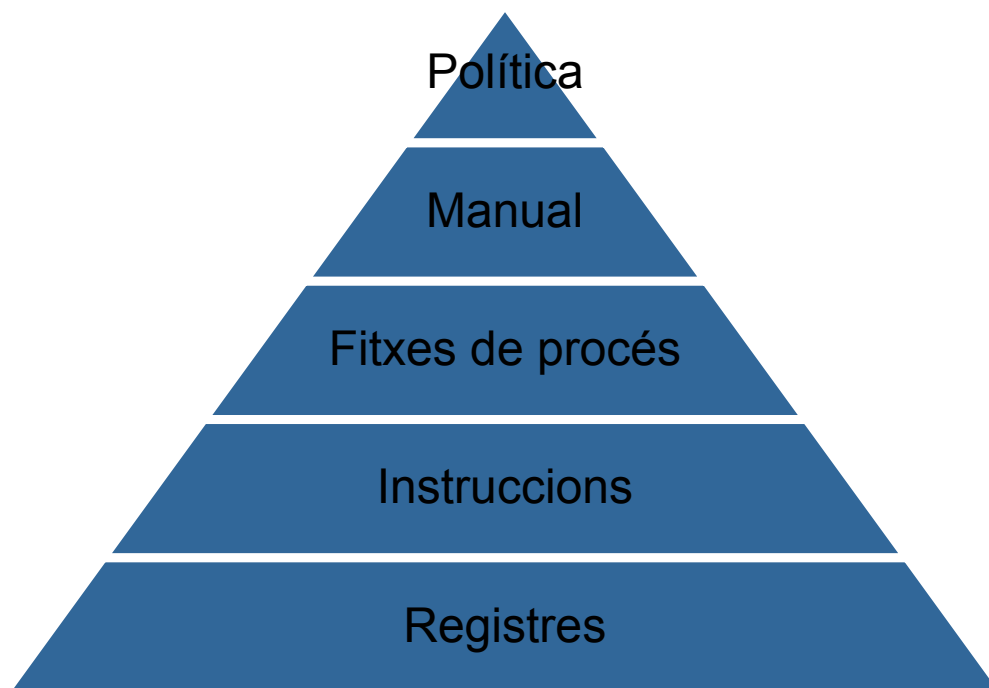 Política
Manual
Fitxes de procés
Instruccions
Registres